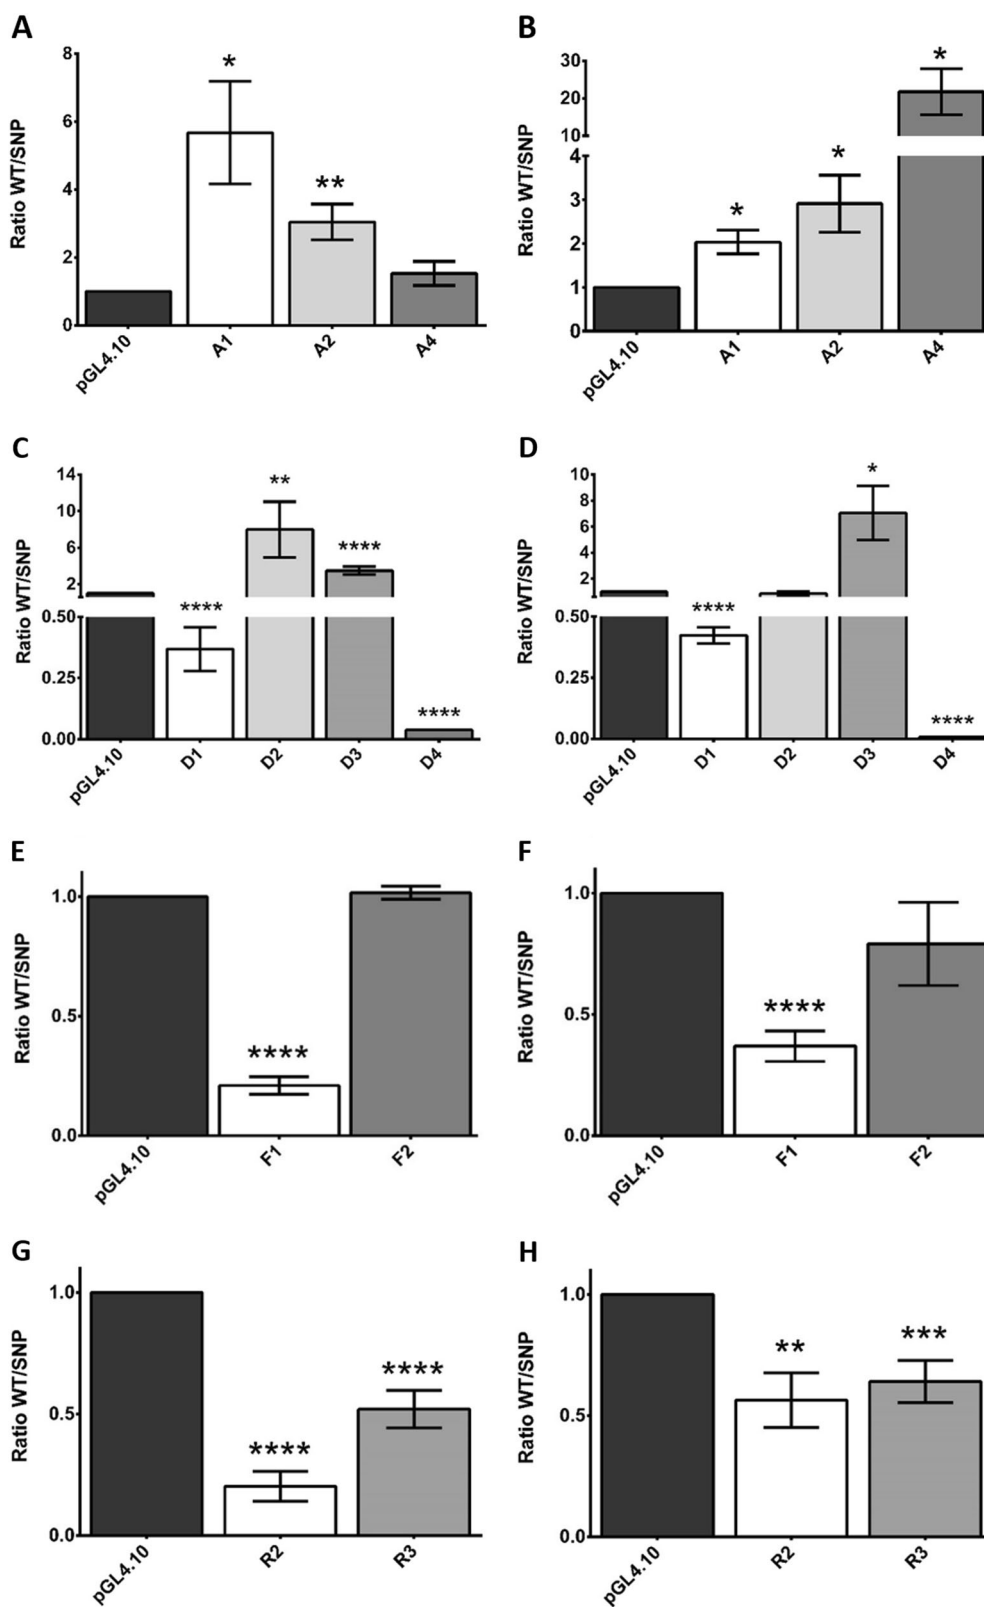 A
Ratio WT/SNP
8
6
4
2
0
*
**
pGL4.10
A1
A2
A4
B
Ratio WT/SNP
30
20
10
4
3
2
1
0
*
*
*
pGL4.10
A1
A2
A4
C
Ratio WT/SNP
14
10
6
2
0.50
0.25
0.00
****
**
****
****
pGL4.10
D1
D2
D3
D4
D
Ratio WT/SNP
10
8
6
4
2
0.50
0.25
0.00
****
*
****
pGL4.10
D1
D2
D3
D4
E
Ratio WT/SNP
1.0
0.5
0.0
****
pGL4.10
F1
F2
F
Ratio WT/SNP
1.0
0.5
0.0
****
pGL4.10
F1
F2
G
Ratio WT/SNP
1.0
0.5
0.0
****
****
pGL4.10
R2
R3
H
Ratio WT/SNP
1.0
0.5
0.0
**
***
pGL4.10
R2
R3